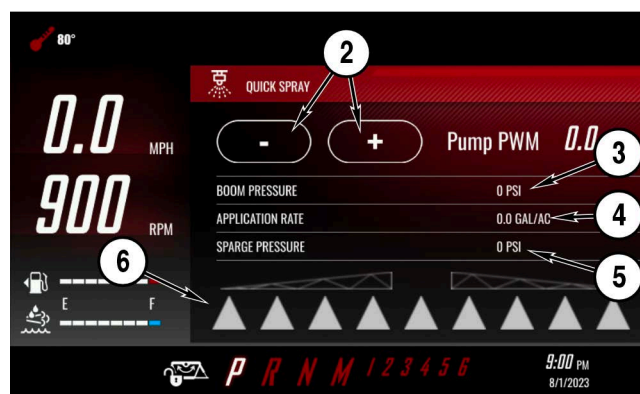 80°
2
QUICK SPRAY
0.0 MPH
- + Pump PWM 0.0
3
BOOM PRESSURE 0 PSI
900 RPM
APPLICATION RATE 0.0 GAL/AC
4
SPARGE PRESSURE 0 PSI
6
5
E F
P R N M 1 2 3 4 5 6
9:00 PM
8/1/2023